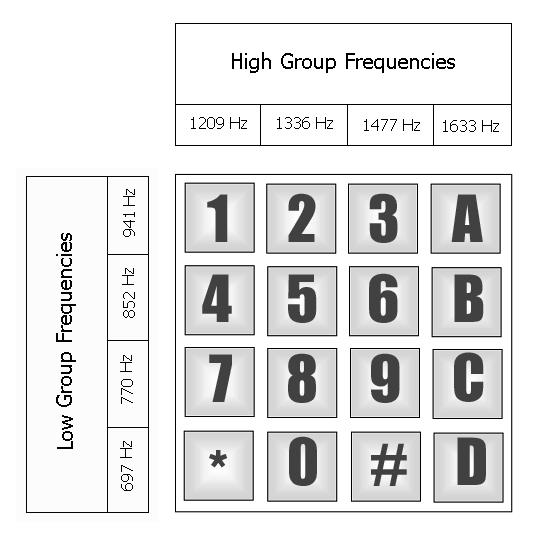 High Group Frequencies
1209 Hz 1336 Hz 1477 Hz 1633 Hz
Low Group Frequencies
941 Hz
852 Hz
770 Hz
697 Hz
1 2 3 A
4 5 6 B
7 8 9 C
* 0 # D